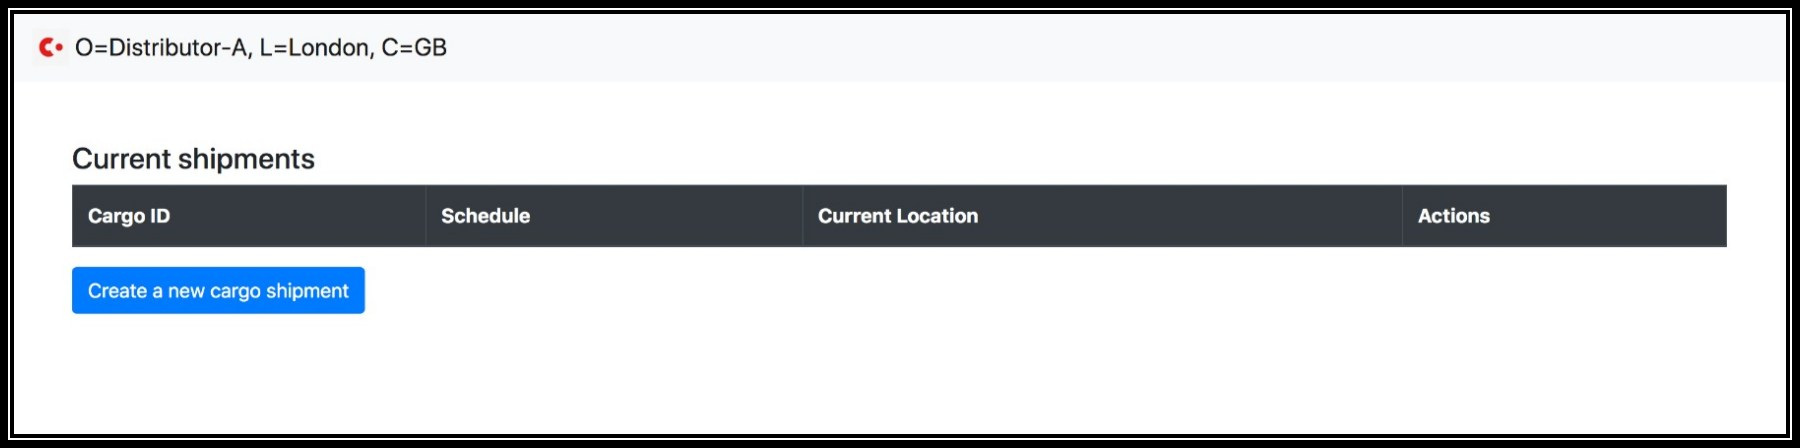 O=Distributor-A, L=London, C=GB
Current shipments
Cargo ID Schedule Current Location Actions
Create a new cargo shipment